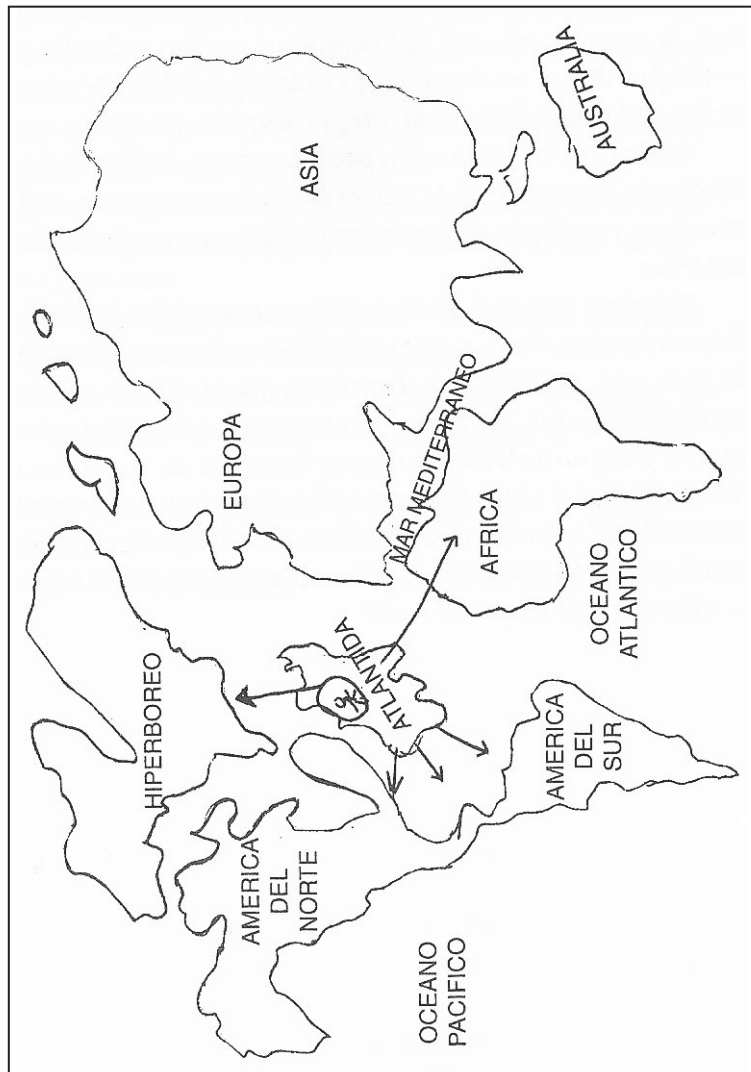 HIPERBOREO
AMERICA
DEL
NORTE
EUROPA
ASIA
ATLANTIDA
MAR MEDITERRANEO
AFRICA
OCEANO
PACIFICO
AMERICA
DEL
SUR
OCEANO
ATLANTICO
AUSTRALIA